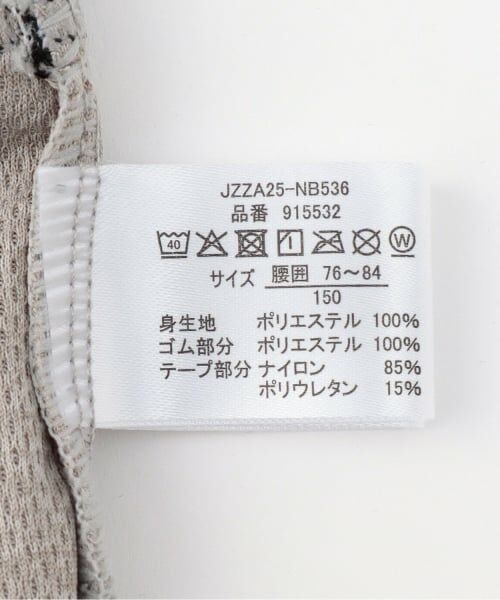 JZZA25-NB536
品番 915532
40 W
サイズ 腰囲 76～84
150
身生地 ポリエステル 100%
ゴム部分 ポリエステル 100%
テープ部分 ナイロン 85%
ポリウレタン 15%